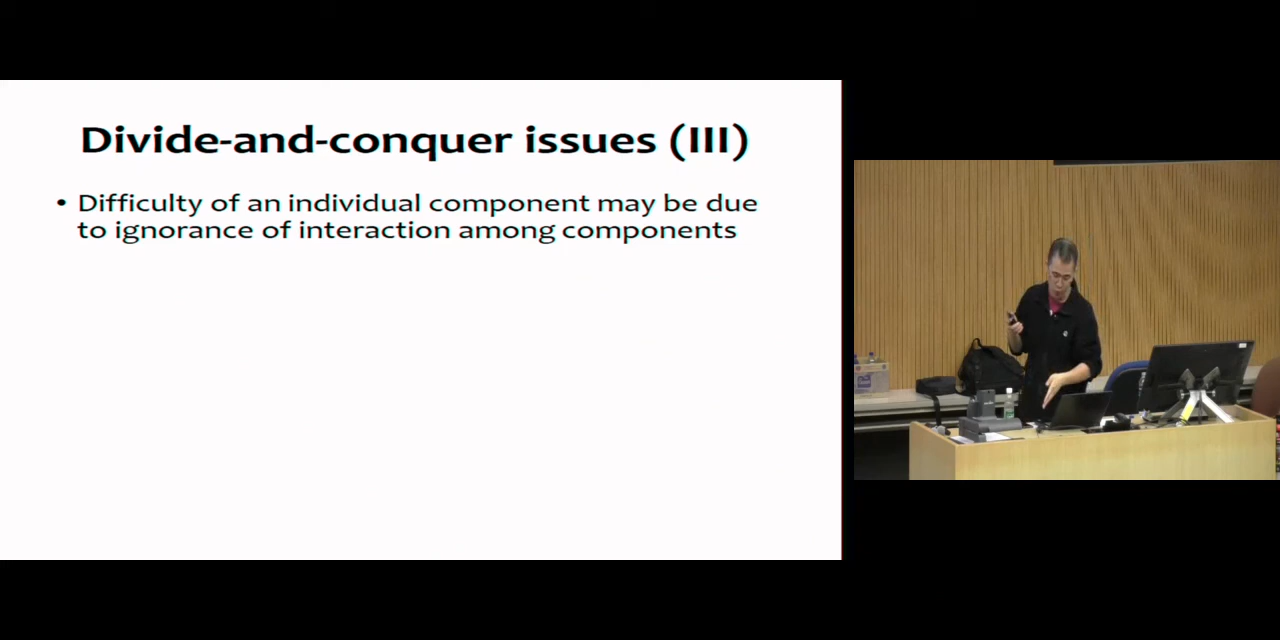 Divide-and-conquer issues (III)
• Difficulty of an individual component may be due
to ignorance of interaction among components